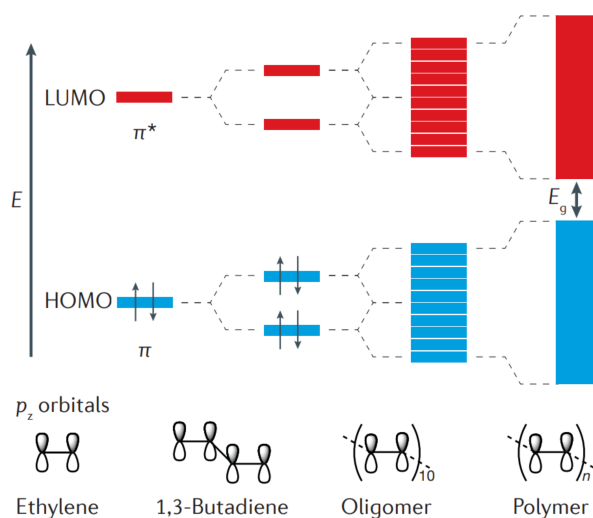 LUMO
π*
E
E_g
HOMO
π
p_z orbitals
10
n
Ethylene
1,3-Butadiene
Oligomer
Polymer